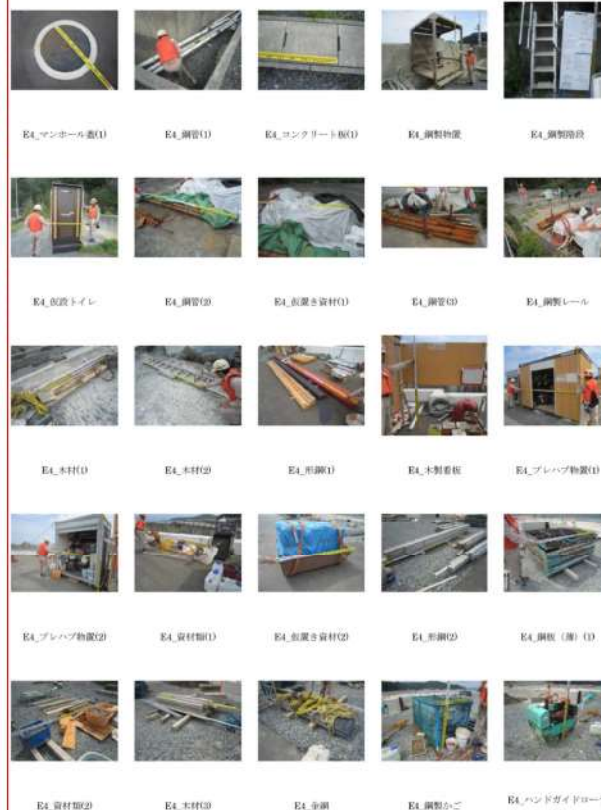 E4_マンホール蓋(1)
E4_鋼管(1)
E4_コンクリート板(1)
E4_鋼製物置
E4_鋼製階段
E4_仮設トイレ
E4_鋼管(2)
E4_仮置き資材(1)
E4_鋼管(3)
E4_鋼製レール
E4_木材(1)
E4_木材(2)
E4_形鋼(1)
E4_木製看板
E4_プレハブ物置(1)
E4_プレハブ物置(2)
E4_資材類(1)
E4_仮置き資材(2)
E4_形鋼(2)
E4_鋼板（薄）(1)
E4_資材類(2)
E4_木材(3)
E4_金網
E4_鋼製かご
E4_ハンドガイドローラ